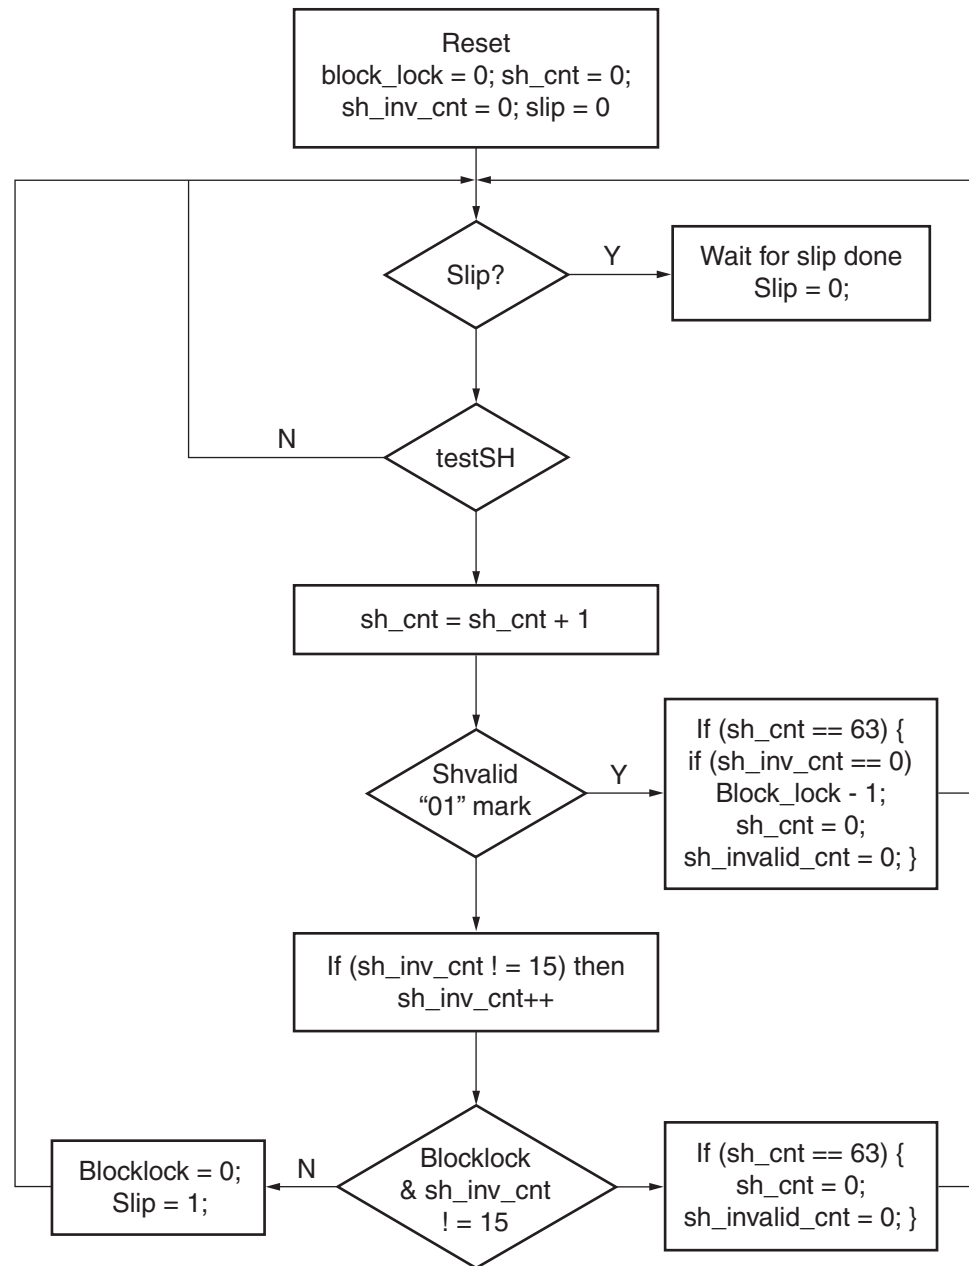 Reset
block_lock = 0; sh_cnt = 0;
sh_inv_cnt = 0; slip = 0
Slip?
Y
Wait for slip done
Slip = 0;
N
testSH
sh_cnt = sh_cnt + 1
Shvalid
“01” mark
Y
If (sh_cnt == 63) {
if (sh_inv_cnt == 0)
Block_lock - 1;
sh_cnt = 0;
sh_invalid_cnt = 0; }
If (sh_inv_cnt ! = 15) then
sh_inv_cnt++
Blocklock = 0;
Slip = 1;
N
Blocklock
& sh_inv_cnt
! = 15
If (sh_cnt == 63) {
sh_cnt = 0;
sh_invalid_cnt = 0; }